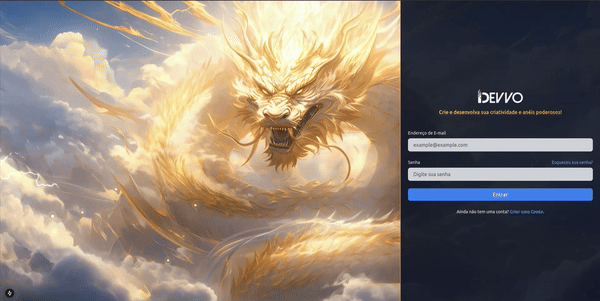 DEVVO
Crie e desenvolva sua criatividade e anéis poderosos!
Endereço de E-mail
example@example.com
Senha Esqueceu sua senha?
Digite sua senha
Entrar
Ainda não tem uma conta? Criar uma Conta.